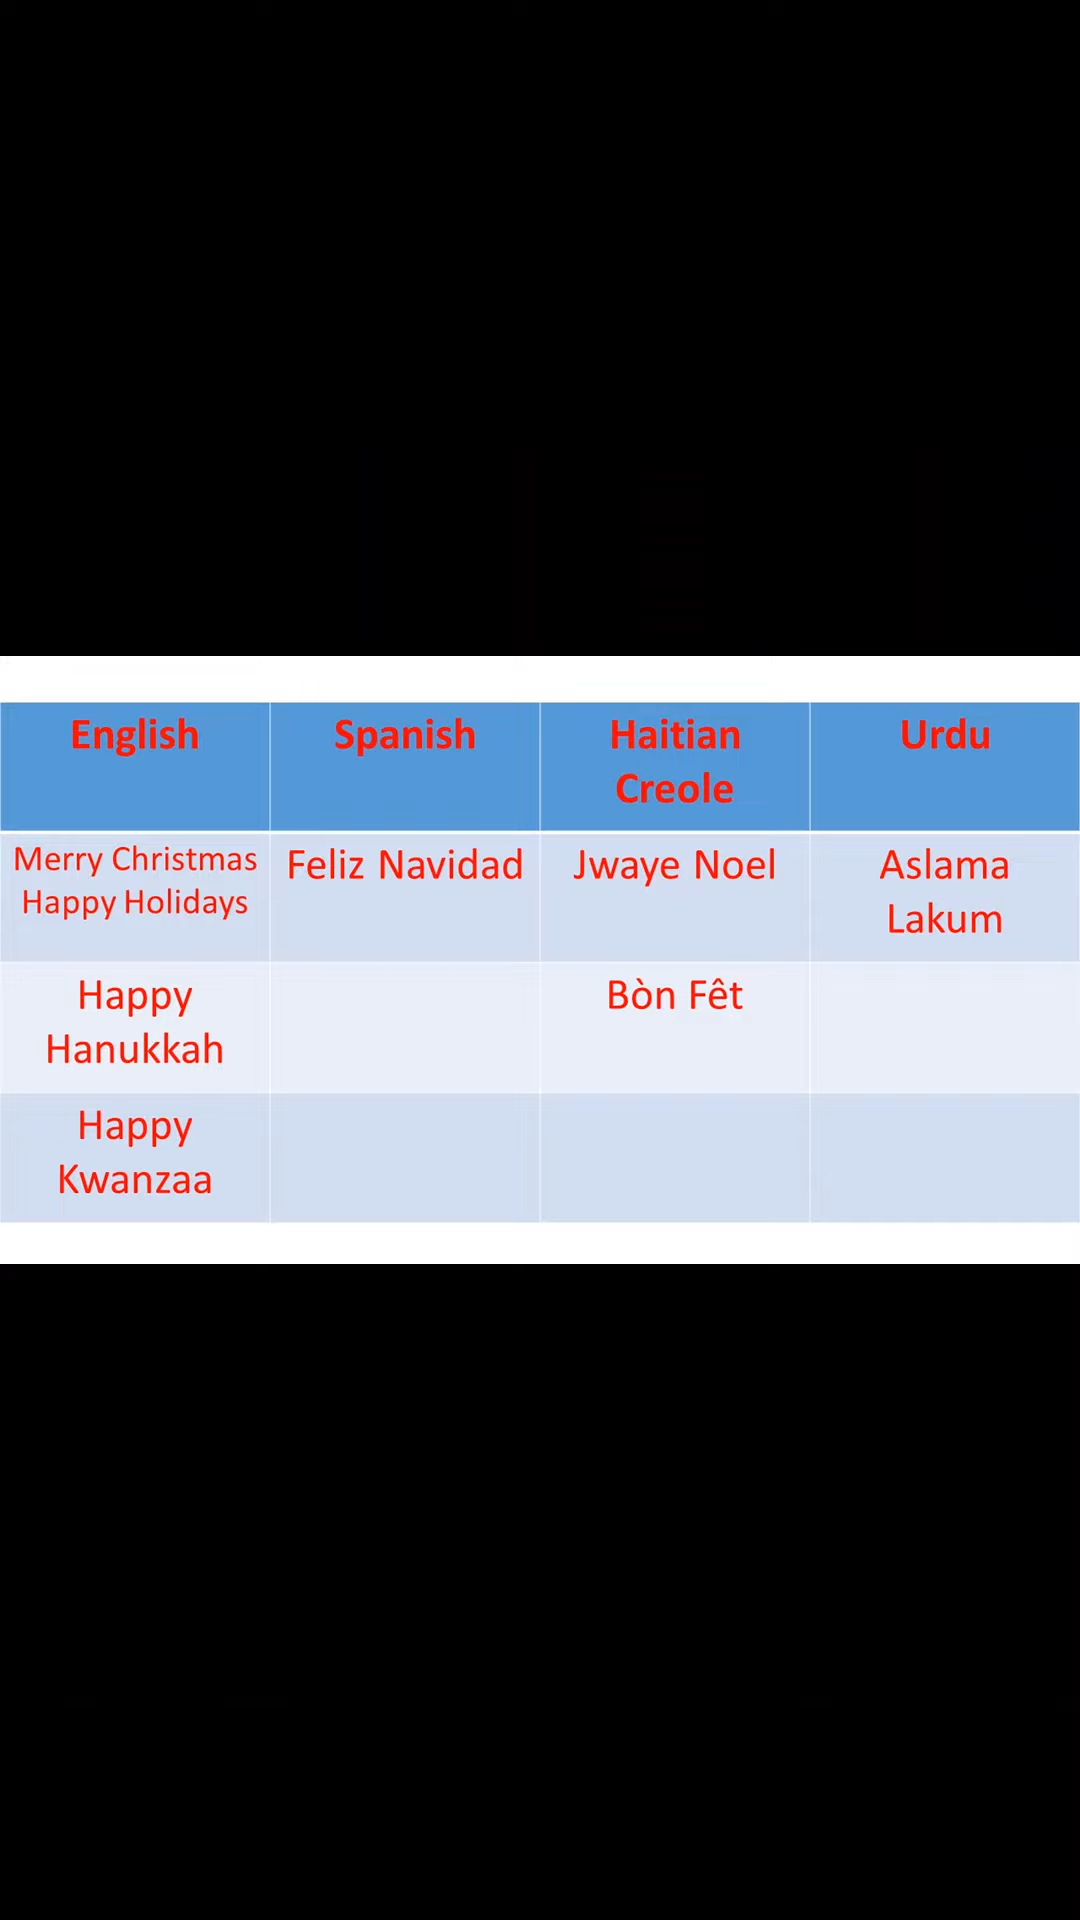 English
Spanish
Haitian
Creole
Urdu
Merry Christmas
Happy Holidays
Feliz Navidad
Jwaye Noel
Aslama
Lakum
Happy
Hanukkah
Bòn Fêt
Happy
Kwanzaa